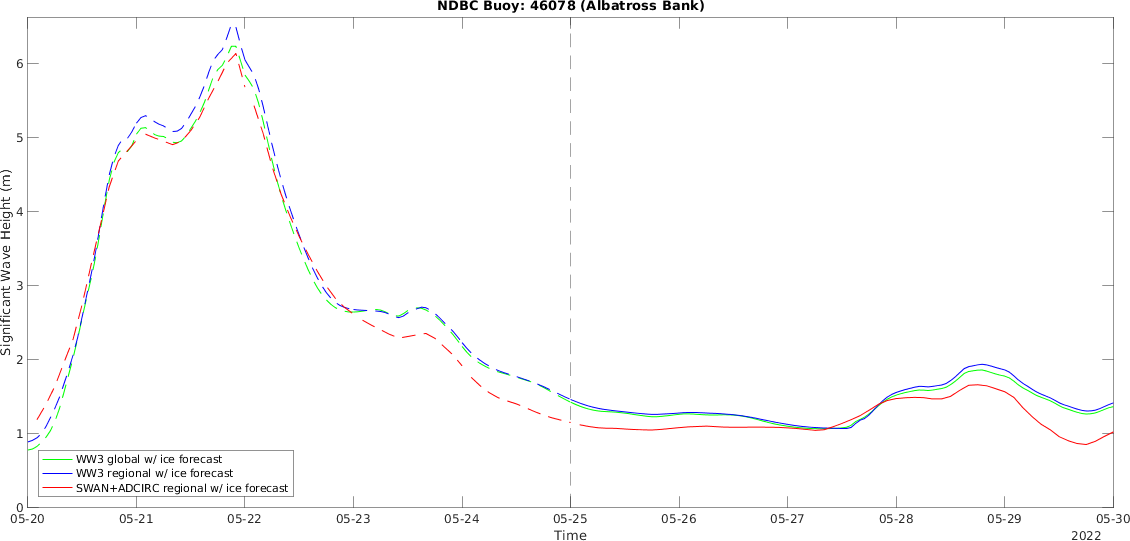 NDBC Buoy: 46078 (Albatross Bank)
Significant Wave Height (m)
6
5
4
3
2
1
0
WW3 global w/ ice forecast
WW3 regional w/ ice forecast
SWAN+ADCIRC regional w/ ice forecast
05-20 05-21 05-22 05-23 05-24 05-25 05-26 05-27 05-28 05-29 05-30
Time
2022